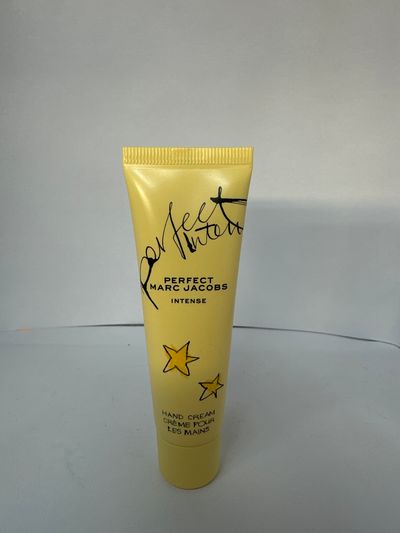 perfect
intense
PERFECT
MARC JACOBS
INTENSE
HAND CREAM
CRÈME POUR
LES MAINS